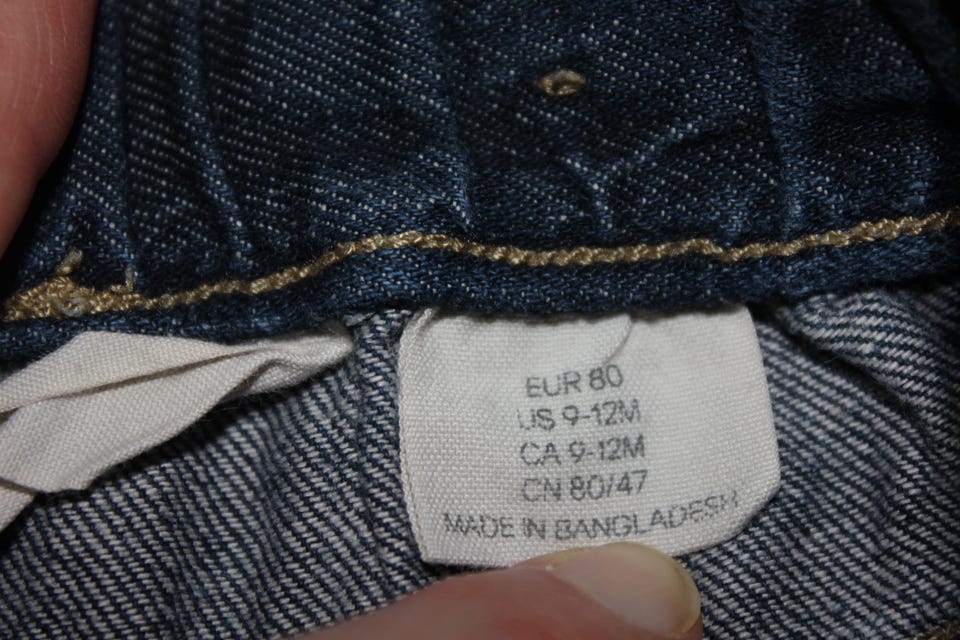 EUR 80
US 9-12M
CA 9-12M
CN 80/47
MADE IN BANGLADESH